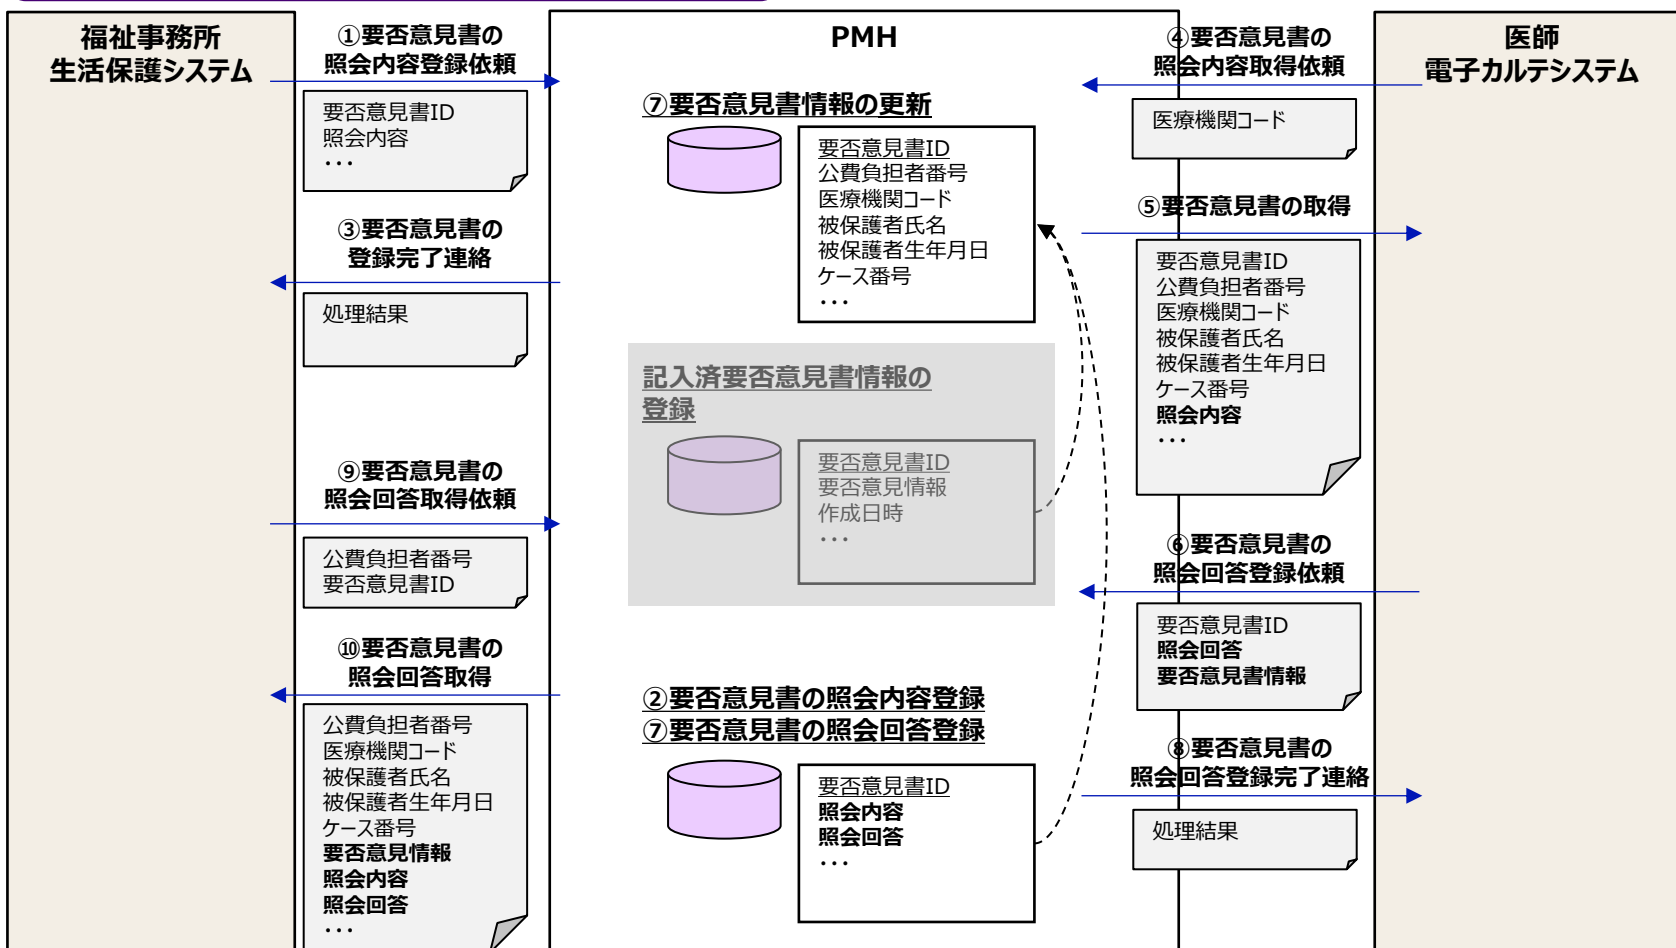 福祉事務所
生活保護システム
①要否意見書の
照会内容登録依頼
要否意見書ID
照会内容
・・・
③要否意見書の
登録完了連絡
処理結果
⑨要否意見書の
照会回答取得依頼
公費負担者番号
要否意見書ID
⑩要否意見書の
照会回答取得
公費負担者番号
医療機関コード
被保護者氏名
被保護者生年月日
ケース番号
要否意見情報
照会内容
照会回答
・・・
PMH
⑦要否意見書情報の更新
要否意見書ID
公費負担者番号
医療機関コード
被保護者氏名
被保護者生年月日
ケース番号
・・・
記入済要否意見書情報の
登録
要否意見書ID
要否意見情報
作成日時
・・・
②要否意見書の照会内容登録
⑦要否意見書の照会回答登録
要否意見書ID
照会内容
照会回答
・・・
④要否意見書の
照会内容取得依頼
医療機関コード
⑤要否意見書の取得
要否意見書ID
公費負担者番号
医療機関コード
被保護者氏名
被保護者生年月日
ケース番号
照会内容
・・・
⑥要否意見書の
照会回答登録依頼
要否意見書ID
照会回答
要否意見書情報
⑧要否意見書の
照会回答登録完了連絡
処理結果
医師
電子カルテシステム